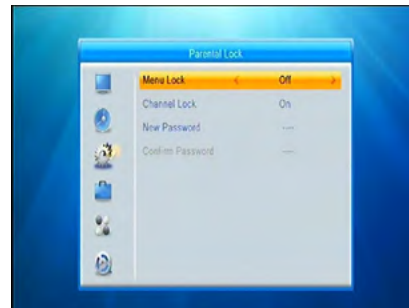 Parental Lock
Menu Lock Off
Channel Lock On
New Password ----
Confirm Password ----